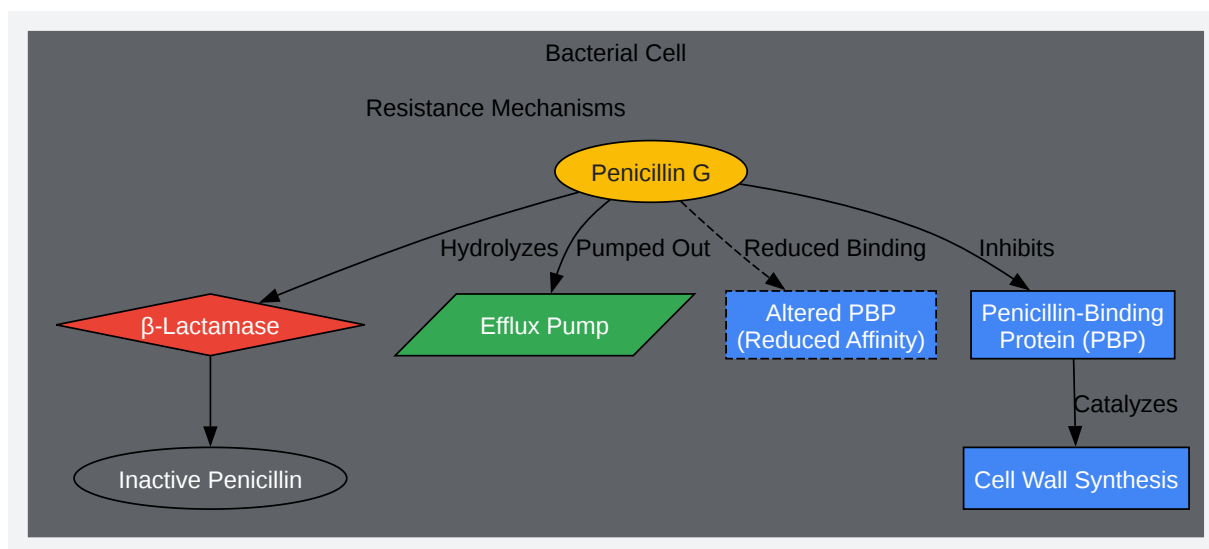 Bacterial Cell
Resistance Mechanisms
Penicillin G
Hydrolyzes
Pumped Out
Reduced Binding
Inhibits
β-Lactamase
Efflux Pump
Altered PBP
(Reduced Affinity)
Penicillin-Binding
Protein (PBP)
Catalyzes
Inactive Penicillin
Cell Wall Synthesis